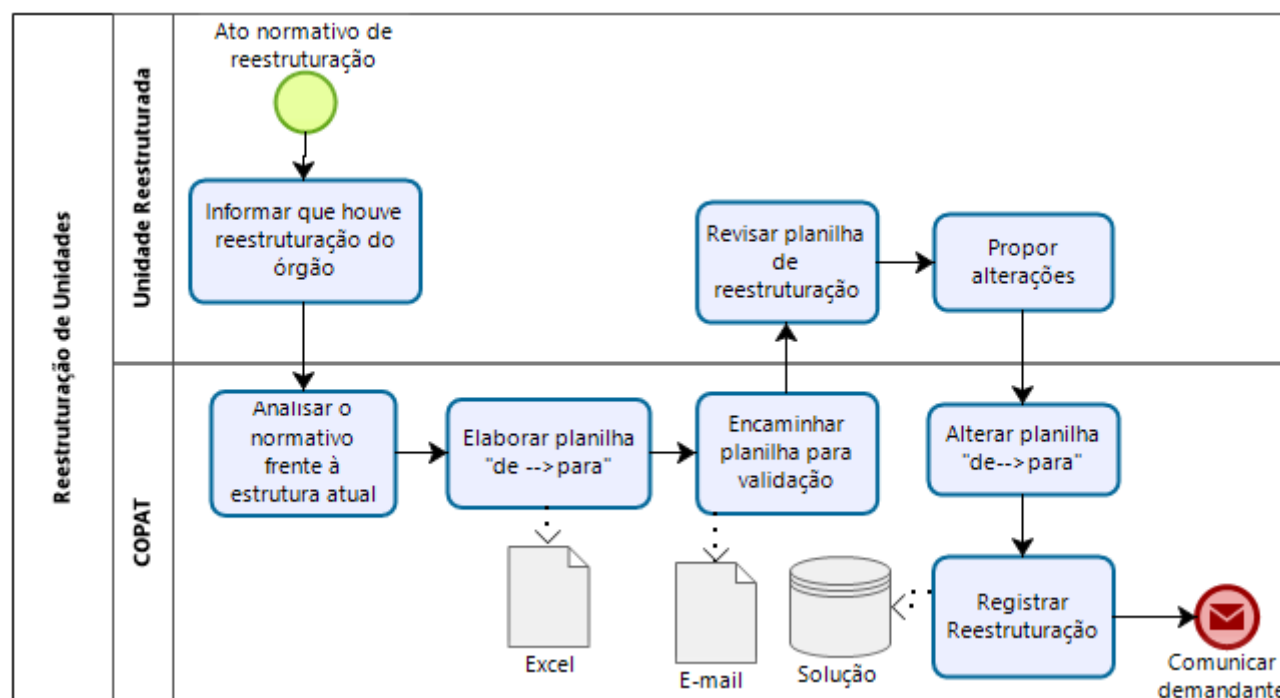 Reestruturação de Unidades
Unidade Reestruturada
Ato normativo de
reestruturação
Informar que houve
reestruturação do
órgão
Revisar planilha
de
reestruturação
Propor
alterações
COPAT
Analisar o
normativo
frente à
estrutura atual
Elaborar planilha
"de -->para"
Encaminhar
planilha para
validação
Alterar planilha
"de-->para"
Excel
E-mail
Solução
Registrar
Reestruturação
Comunicar
demandante